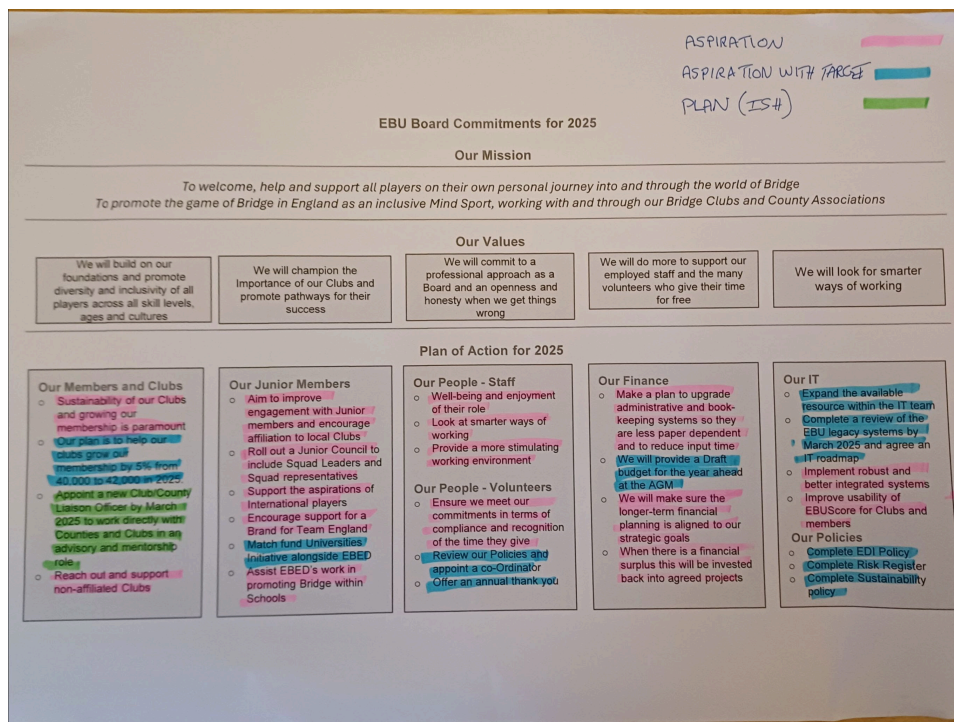 ASPIRATION
ASPIRATION WITH TARGET
PLAN (ISH)
EBU Board Commitments for 2025
Our Mission
To welcome, help and support all players on their own personal journey into and through the world of Bridge
To promote the game of Bridge in England as an inclusive Mind Sport, working with and through our Bridge Clubs and County Associations
Our Values
We will build on our
foundations and promote
diversity and inclusivity of all
players across all skill levels,
ages and cultures
We will champion the
Importance of our Clubs and
promote pathways for their
success
We will commit to a
professional approach as a
Board and an openness and
honesty when we get things
wrong
We will do more to support our
employed staff and the many
volunteers who give their time
for free
We will look for smarter
ways of working
Plan of Action for 2025
Our Members and Clubs
o Sustainability of our Clubs
and growing our
membership is paramount
o Our plan is to help our
clubs grow our
membership by 5% from
40,000 to 42,000 in 2025.
o Appoint a new Club/County
Liaison Officer by March
2025 to work directly with
Counties and Clubs in an
advisory and mentorship
role
o Reach out and support
non-affiliated Clubs
Our Junior Members
o Aim to improve
engagement with Junior
members and encourage
affiliation to local Clubs
o Roll out a Junior Council to
include Squad Leaders and
Squad representatives
o Support the aspirations of
International players
o Encourage support for a
Brand for Team England
o Match fund Universities
Initiative alongside EBED
o Assist EBED's work in
promoting Bridge within
Schools
Our People - Staff
o Well-being and enjoyment
of their role
o Look at smarter ways of
working
o Provide a more stimulating
working environment
Our People - Volunteers
o Ensure we meet our
commitments in terms of
compliance and recognition
of the time they give
o Review our Policies and
appoint a co-Ordinator
o Offer an annual thank you
Our Finance
o Make a plan to upgrade
administrative and book-
keeping systems so they
are less paper dependent
and to reduce input time
o We will provide a Draft
budget for the year ahead
at the AGM
o We will make sure the
longer-term financial
planning is aligned to our
strategic goals
o When there is a financial
surplus this will be invested
back into agreed projects
Our IT
o Expand the available
resource within the IT team
o Complete a review of the
EBU legacy systems by
March 2025 and agree an
IT roadmap
o Implement robust and
better integrated systems
o Improve usability of
EBUScore for Clubs and
members
Our Policies
o Complete EDI Policy
o Complete Risk Register
o Complete Sustainability
policy